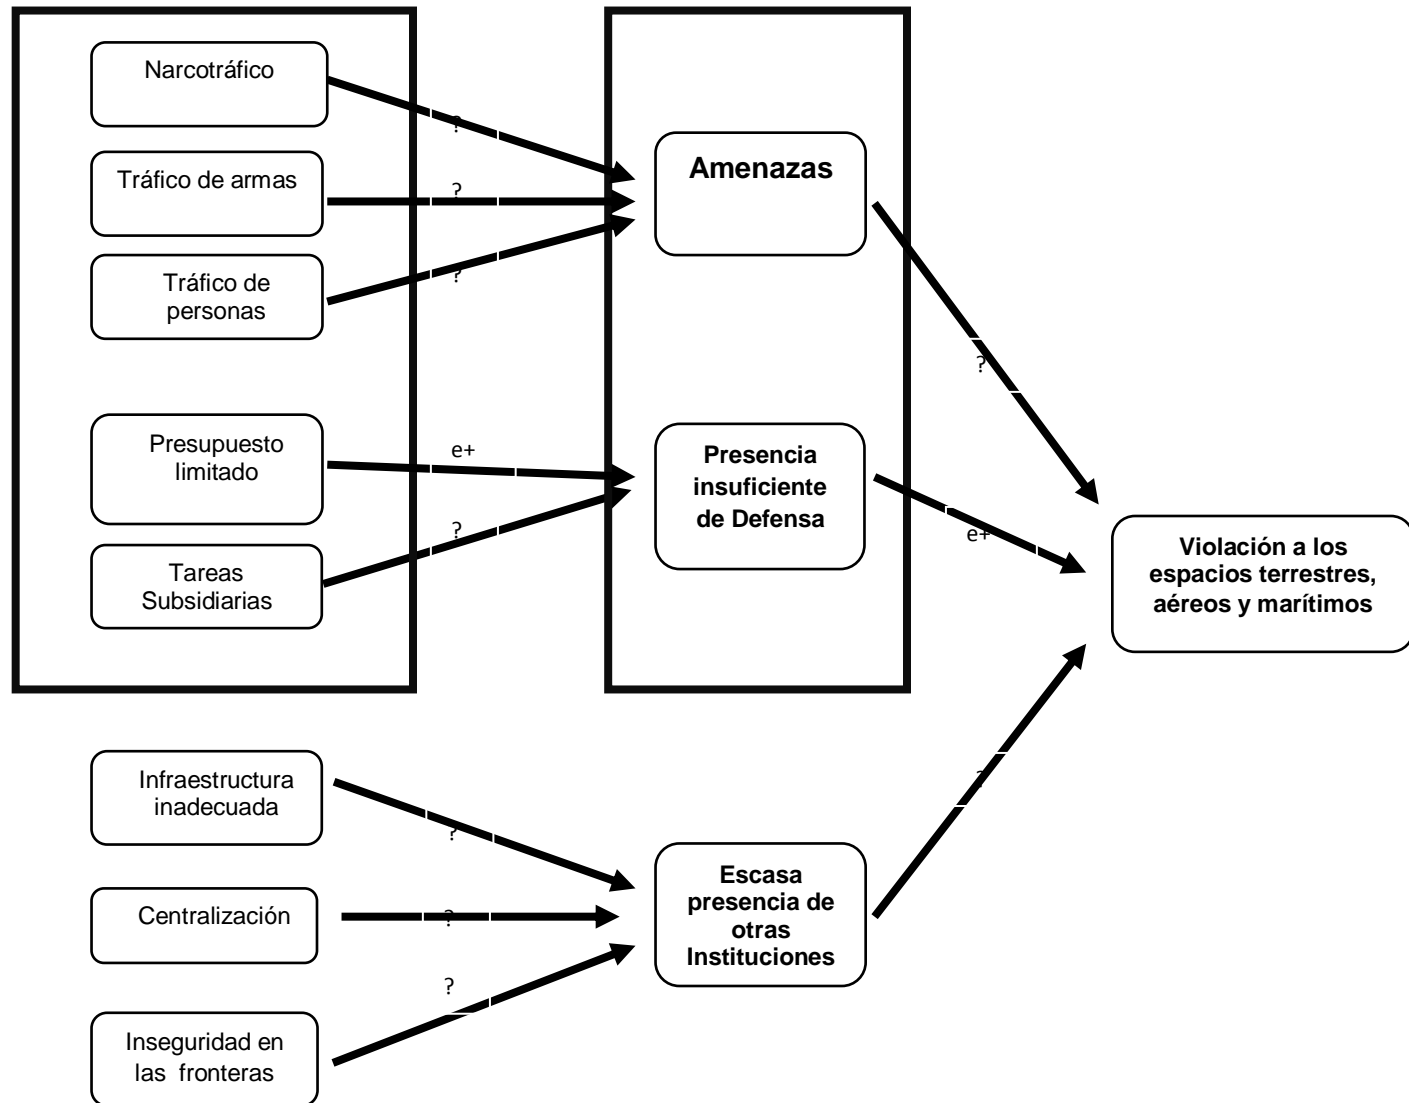 Narcotráfico
?
Tráfico de armas
?
Tráfico de
personas
?
Amenazas
?
Presupuesto
limitado
e+
Tareas
Subsidiarias
?
Presencia
insuficiente
de Defensa
e+
Violación a los
espacios terrestres,
aéreos y marítimos
Infraestructura
inadecuada
?
Centralización
?
Inseguridad en
las fronteras
?
Escasa
presencia de
otras
Instituciones
?